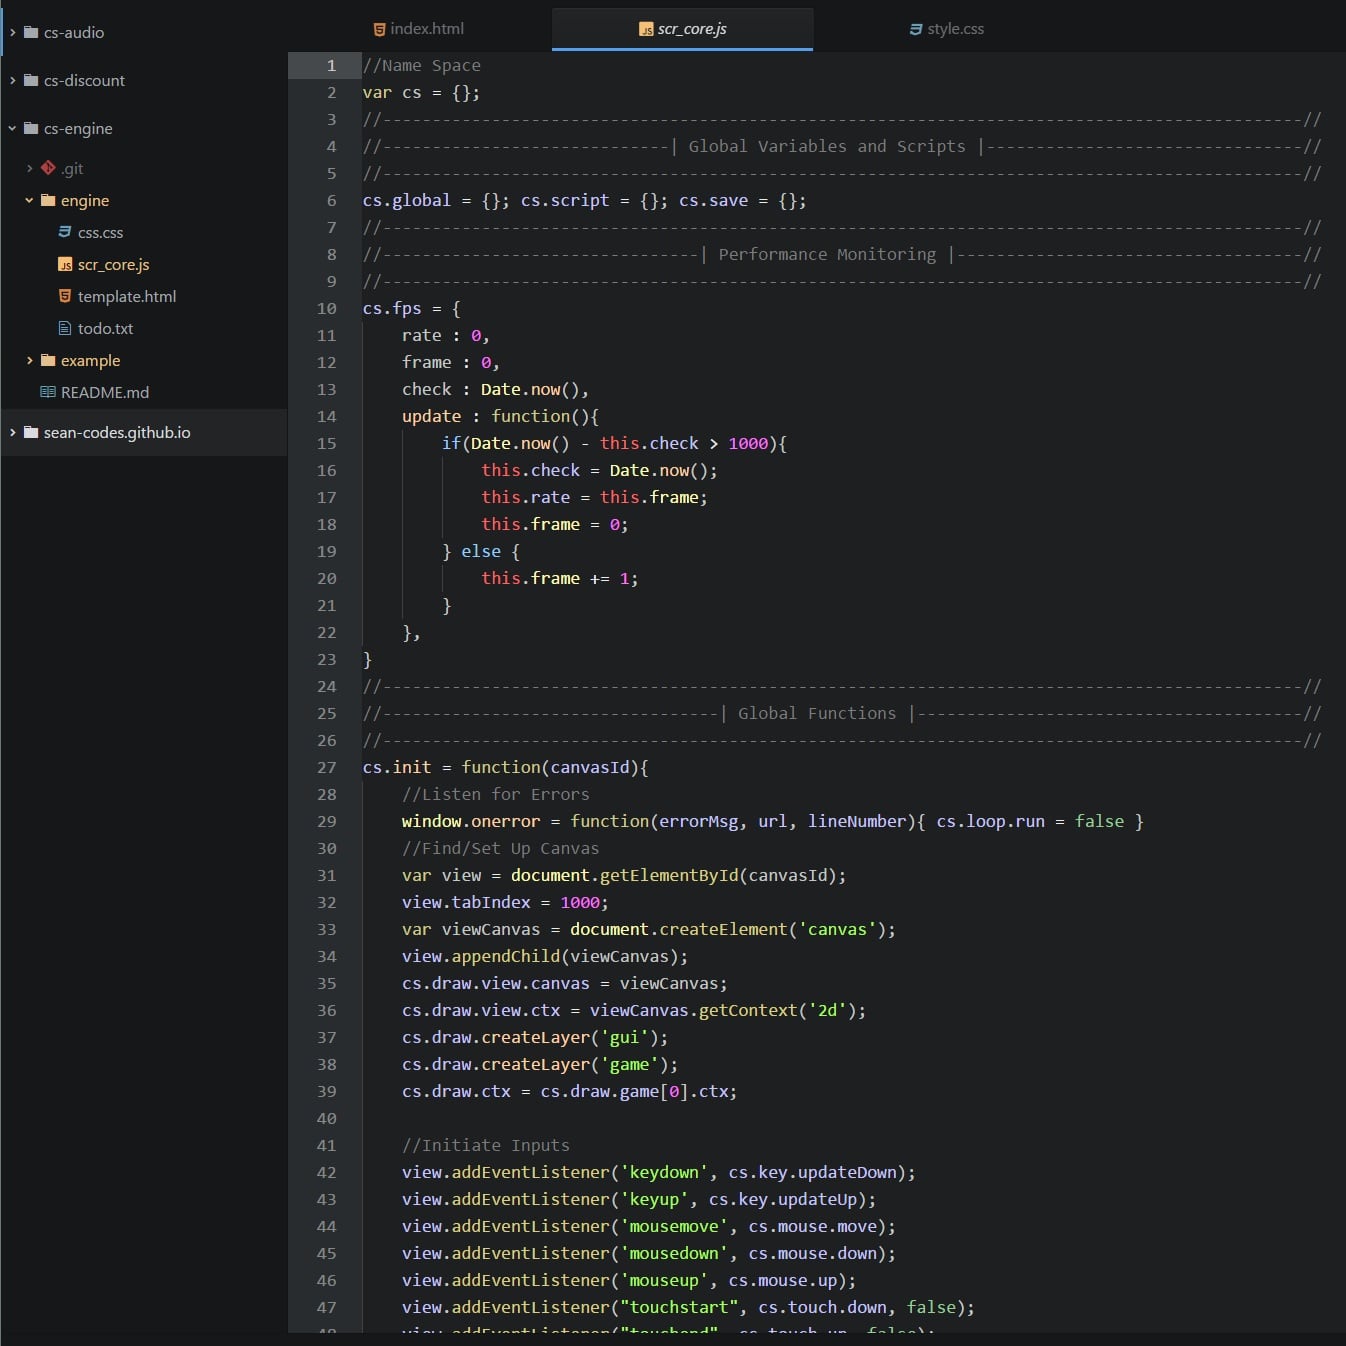 cs-audio
cs-discount
cs-engine
.git
engine
css.css
scr_core.js
template.html
todo.txt
example
README.md
sean-codes.github.io
index.html
scr_core.js
style.css
1 //Name Space
2 var cs = {};
3 //---------------------------------------------------------------------------------------------//
4 //-----------------------------| Global Variables and Scripts |--------------------------------//
5 //---------------------------------------------------------------------------------------------//
6 cs.global = {}; cs.script = {}; cs.save = {};
7 //---------------------------------------------------------------------------------------------//
8 //--------------------------------| Performance Monitoring |-----------------------------------//
9 //---------------------------------------------------------------------------------------------//
10 cs.fps = {
11     rate : 0,
12     frame : 0,
13     check : Date.now(),
14     update : function(){
15         if(Date.now() - this.check > 1000){
16             this.check = Date.now();
17             this.rate = this.frame;
18             this.frame = 0;
19         } else {
20             this.frame += 1;
21         }
22     },
23 }
24 //---------------------------------------------------------------------------------------------//
25 //----------------------------------| Global Functions |---------------------------------------//
26 //---------------------------------------------------------------------------------------------//
27 cs.init = function(canvasId){
28     //Listen for Errors
29     window.onerror = function(errorMsg, url, lineNumber){ cs.loop.run = false }
30     //Find/Set Up Canvas
31     var view = document.getElementById(canvasId);
32     view.tabIndex = 1000;
33     var viewCanvas = document.createElement('canvas');
34     view.appendChild(viewCanvas);
35     cs.draw.view.canvas = viewCanvas;
36     cs.draw.view.ctx = viewCanvas.getContext('2d');
37     cs.draw.createLayer('gui');
38     cs.draw.createLayer('game');
39     cs.draw.ctx = cs.draw.game[0].ctx;
40
41     //Initiate Inputs
42     view.addEventListener('keydown', cs.key.updateDown);
43     view.addEventListener('keyup', cs.key.updateUp);
44     view.addEventListener('mousemove', cs.mouse.move);
45     view.addEventListener('mousedown', cs.mouse.down);
46     view.addEventListener('mouseup', cs.mouse.up);
47     view.addEventListener("touchstart", cs.touch.down, false);
48     view.addEventListener("touchend", cs.touch.up, false);